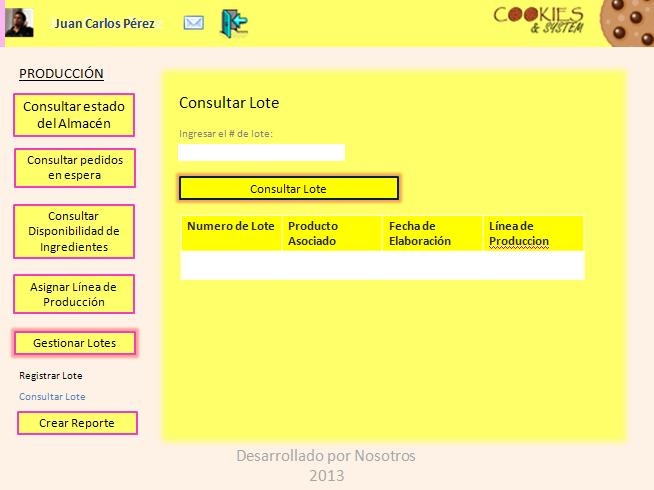 Juan Carlos Pérez
COOKIES
& SYSTEM
PRODUCCIÓN
Consultar estado
del Almacén
Consultar pedidos
en espera
Consultar
Disponibilidad de
Ingredientes
Asignar Línea de
Producción
Gestionar Lotes
Registrar Lote
Consultar Lote
Crear Reporte
Consultar Lote
Ingresar el # de lote:
Consultar Lote
Numero de Lote
Producto
Asociado
Fecha de
Elaboración
Línea de
Produccion
Desarrollado por Nosotros
2013